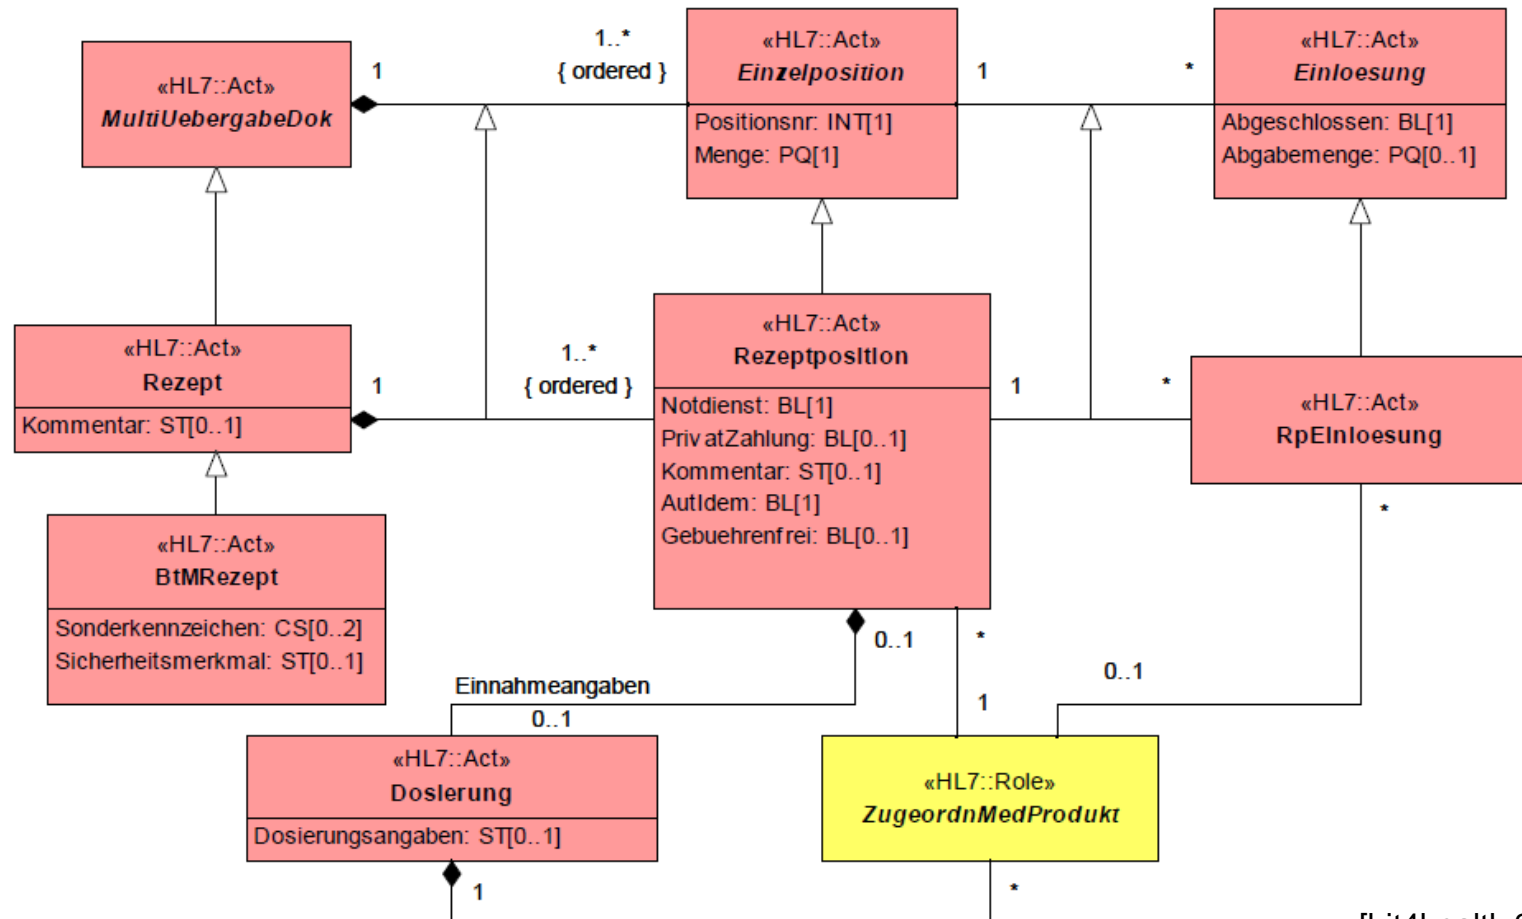 «HL7::Act»
MultiUebergabeDok
1
1..*
{ ordered }
«HL7::Act»
Einzelposition
Positionsnr: INT[1]
Menge: PQ[1]
1
*
«HL7::Act»
Einloesung
Abgeschlossen: BL[1]
Abgabemenge: PQ[0..1]
«HL7::Act»
Rezept
Kommentar: ST[0..1]
1
1..*
{ ordered }
«HL7::Act»
Rezeptposition
Notdienst: BL[1]
PrivatZahlung: BL[0..1]
Kommentar: ST[0..1]
AutIdem: BL[1]
Gebuehrenfrei: BL[0..1]
1
*
«HL7::Act»
RpEinloesung
«HL7::Act»
BtMRezept
Sonderkennzeichen: CS[0..2]
Sicherheitsmerkmal: ST[0..1]
0..1
*
*
Einnahmeangaben
0..1
1
0..1
«HL7::Act»
Dosierung
Dosierungsangaben: ST[0..1]
1
«HL7::Role»
ZugeordnMedProdukt
*